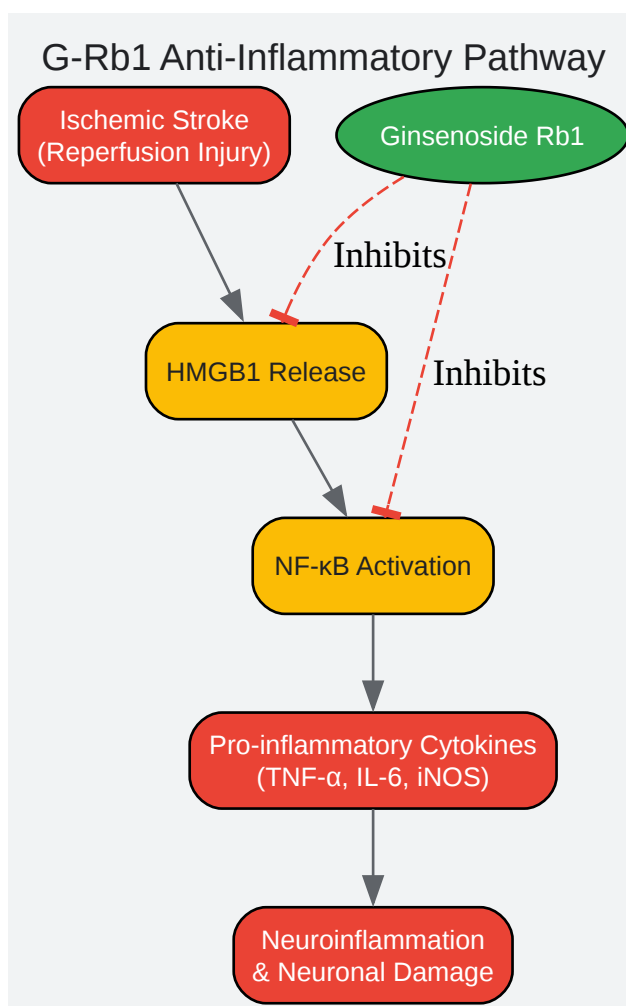 G-Rb1 Anti-Inflammatory Pathway
Ischemic Stroke
(Reperfusion Injury)
Ginsenoside Rb1
Inhibits
HMGB1 Release
Inhibits
NF-κB Activation
Pro-inflammatory Cytokines
(TNF-α, IL-6, iNOS)
Neuroinflammation
& Neuronal Damage